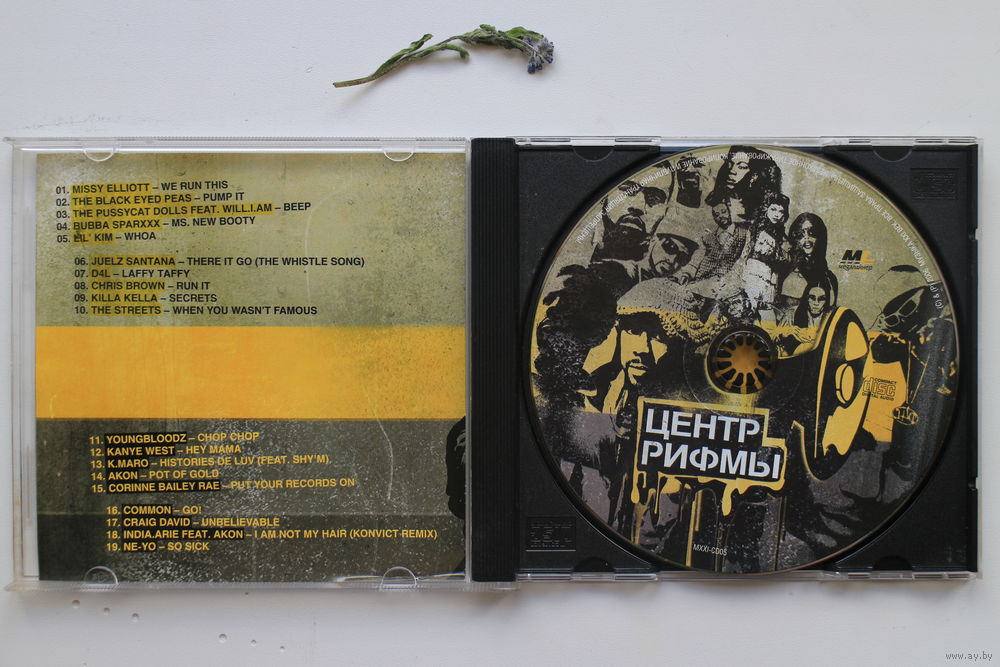 01. MISSY ELLIOTT – WE RUN THIS
02. THE BLACK EYED PEAS – PUMP IT
03. THE PUSSYCAT DOLLS FEAT. WILL.I.AM – BEEP
04. BUBBA SPARXXX – MS. NEW BOOTY
05. LIL' KIM – WHOA
06. JUELZ SANTANA – THERE IT GO (THE WHISTLE SONG)
07. D4L – LAFFY TAFFY
08. CHRIS BROWN – RUN IT
09. KILLA KELLA – SECRETS
10. THE STREETS – WHEN YOU WASN'T FAMOUS
11. YOUNGBLOODZ – CHOP CHOP
12. KANYE WEST – HEY MAMA
13. K.MARO – HISTORIES DE LUV (FEAT. SHY'M).
14. AKON – POT OF GOLD
15. CORINNE BAILEY RAE – PUT YOUR RECORDS ON
16. COMMON – GO!
17. CRAIG DAVID – UNBELIEVABLE
18. INDIA.ARIE FEAT. AKON – I AM NOT MY HAIR (KONVICT REMIX)
19. NE-YO – SO SICK
COMPACT
disc
DIGITAL AUDIO
ЦЕНТР
РИФМЫ
MXXI-CD05
www.ay.by